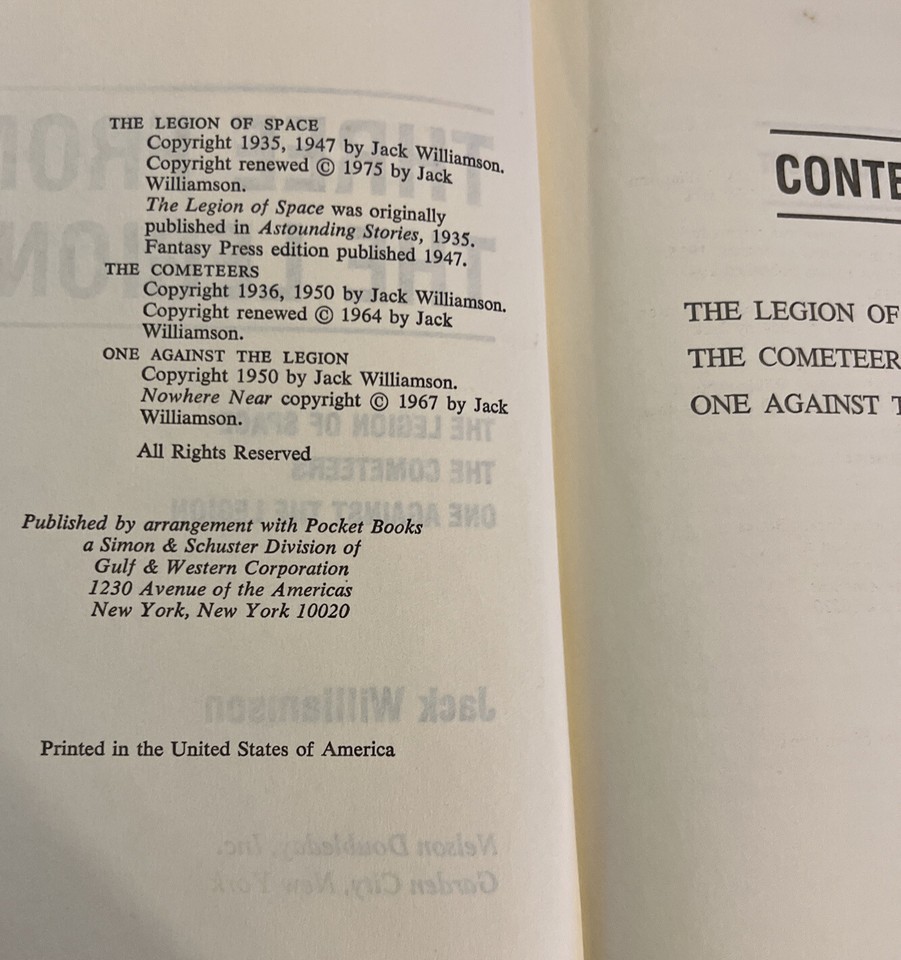 THE LEGION OF SPACE
Copyright 1935, 1947 by Jack Williamson.
Copyright renewed © 1975 by Jack
Williamson.
The Legion of Space was originally
published in Astounding Stories, 1935.
Fantasy Press edition published 1947.
THE COMETEERS
Copyright 1936, 1950 by Jack Williamson.
Copyright renewed © 1964 by Jack
Williamson.
ONE AGAINST THE LEGION
Copyright 1950 by Jack Williamson.
Nowhere Near copyright © 1967 by Jack
Williamson.
All Rights Reserved
Published by arrangement with Pocket Books
a Simon & Schuster Division of
Gulf & Western Corporation
1230 Avenue of the Americas
New York, New York 10020
Printed in the United States of America
CONTE
THE LEGION OF
THE COMETEER
ONE AGAINST T